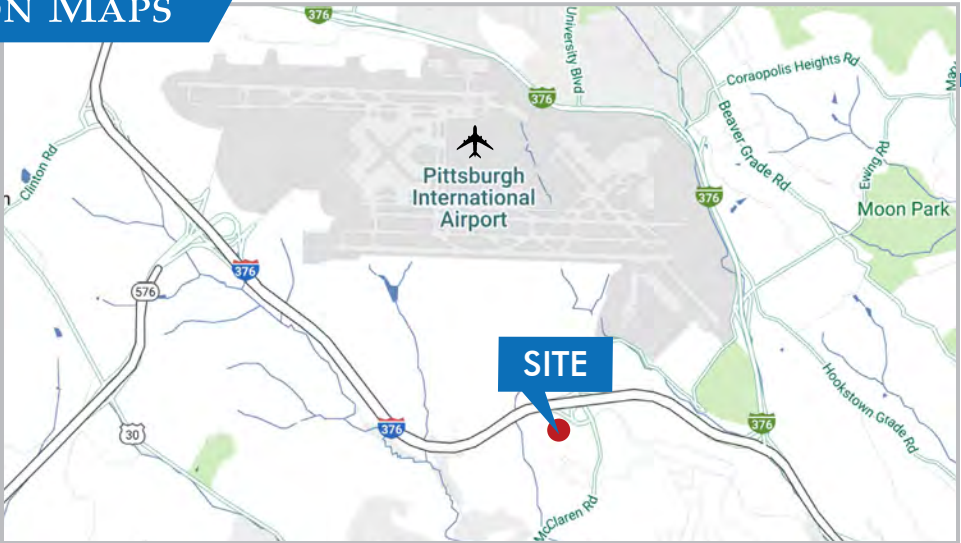 ON MAPS
376
University Blvd
376
Coraopolis Heights Rd
Beaver Grade Rd
Clinton Rd
Ewing Rd
Pittsburgh
International
Airport
376
Moon Park
n
376
576
SITE
Hookstown Grade Rd
376
376
30
McClaren Rd